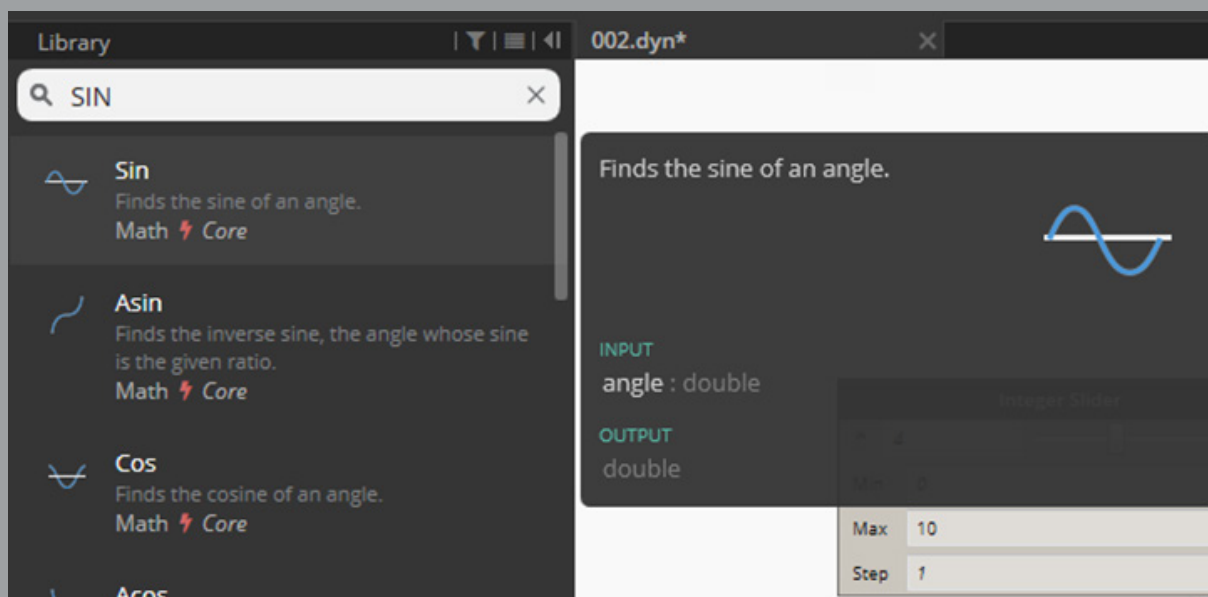 Library
002.dyn*
SIN
Sin
Finds the sine of an angle.
Math Core
Asin
Finds the inverse sine, the angle whose sine
is the given ratio.
Math Core
Cos
Finds the cosine of an angle.
Math Core
Acos
Finds the sine of an angle.
INPUT
angle : double
OUTPUT
double
Integer Slider
Min 0
Max 10
Step 1